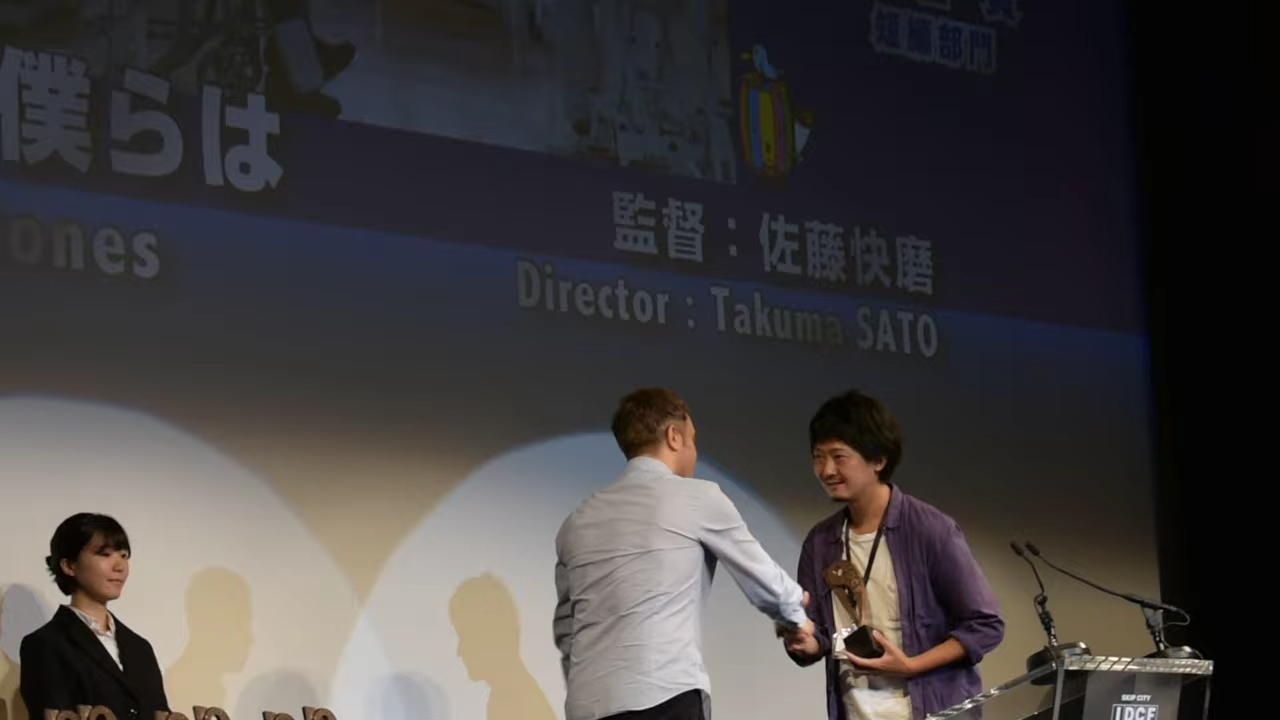 短編部門
僕らは
ones
監督：佐藤快磨
Director : Takuma SATO
SKIP CITY
IDCF